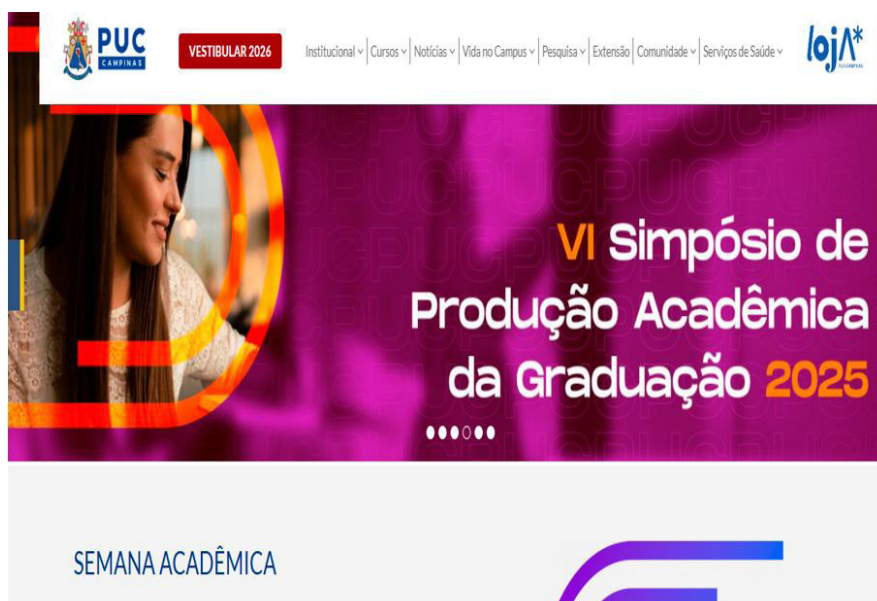 PUC
CAMPINAS
VESTIBULAR 2026
Institucional
Cursos
Notícias
Vida no Campus
Pesquisa
Extensão
Comunidade
Serviços de Saúde
lojA*
VI Simpósio de
Produção Acadêmica
da Graduação 2025
SEMANA ACADÊMICA